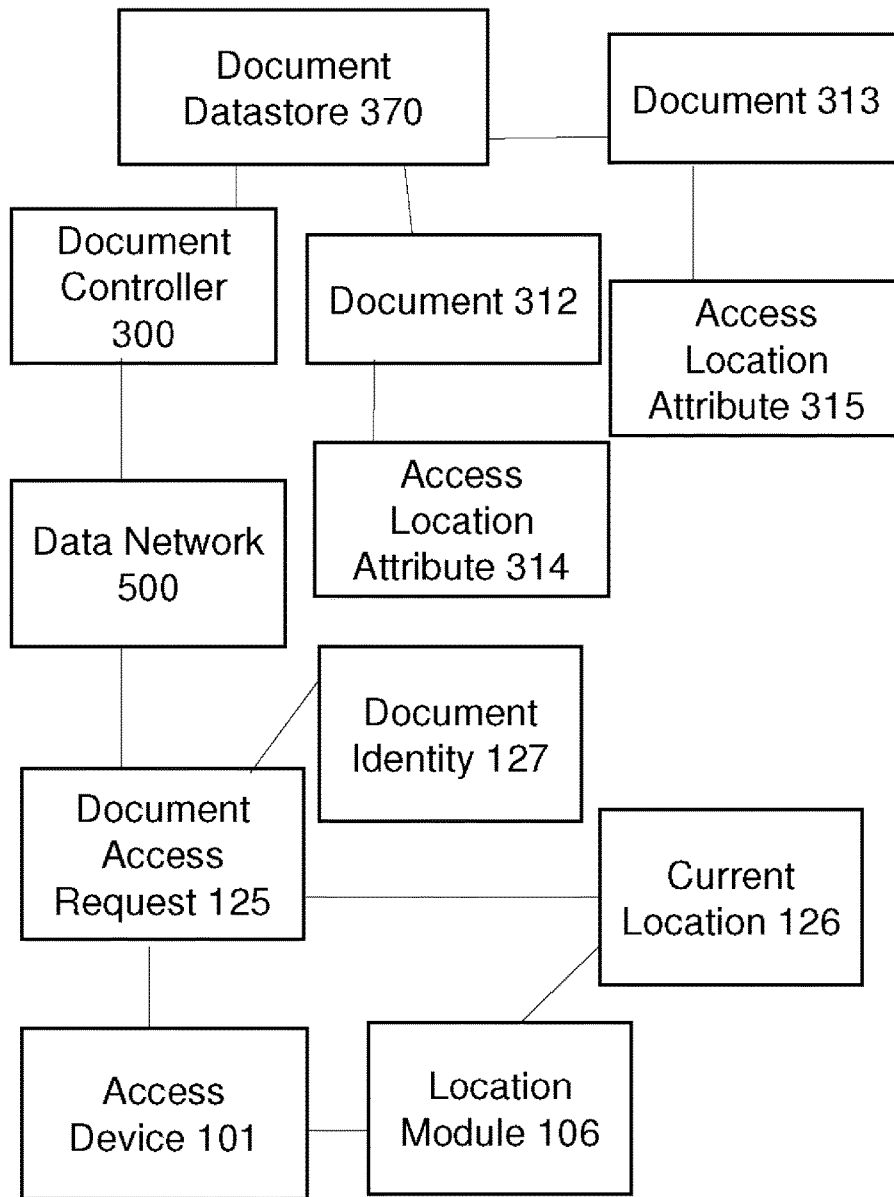 Document
Datastore 370
Document 313
Document
Controller
300
Document 312
Access
Location
Attribute 315
Access
Location
Attribute 314
Data Network
500
Document
Identity 127
Document
Access
Request 125
Current
Location 126
Access
Device 101
Location
Module 106